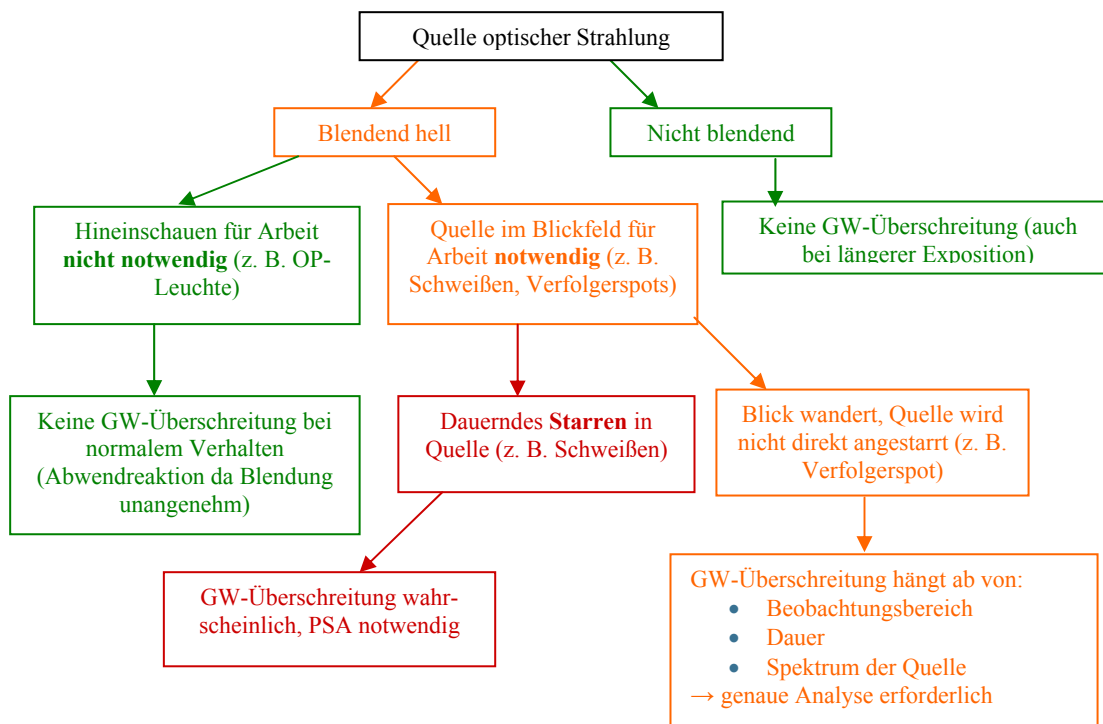 Quelle optischer Strahlung
Blendend hell
Nicht blendend
Hineinschauen für Arbeit
nicht notwendig (z. B. OP-
Leuchte)
Quelle im Blickfeld für
Arbeit notwendig (z. B.
Schweißen, Verfolgerspots)
Keine GW-Überschreitung (auch
bei längerer Exposition)
Keine GW-Überschreitung bei
normalem Verhalten
(Abwendreaktion da Blendung
unangenehm)
Dauerndes Starren in
Quelle (z. B. Schweißen)
Blick wandert, Quelle wird
nicht direkt angestarrt (z. B.
Verfolgerspot)
GW-Überschreitung wahr-
scheinlich, PSA notwendig
GW-Überschreitung hängt ab von:
• Beobachtungsbereich
• Dauer
• Spektrum der Quelle
→ genaue Analyse erforderlich